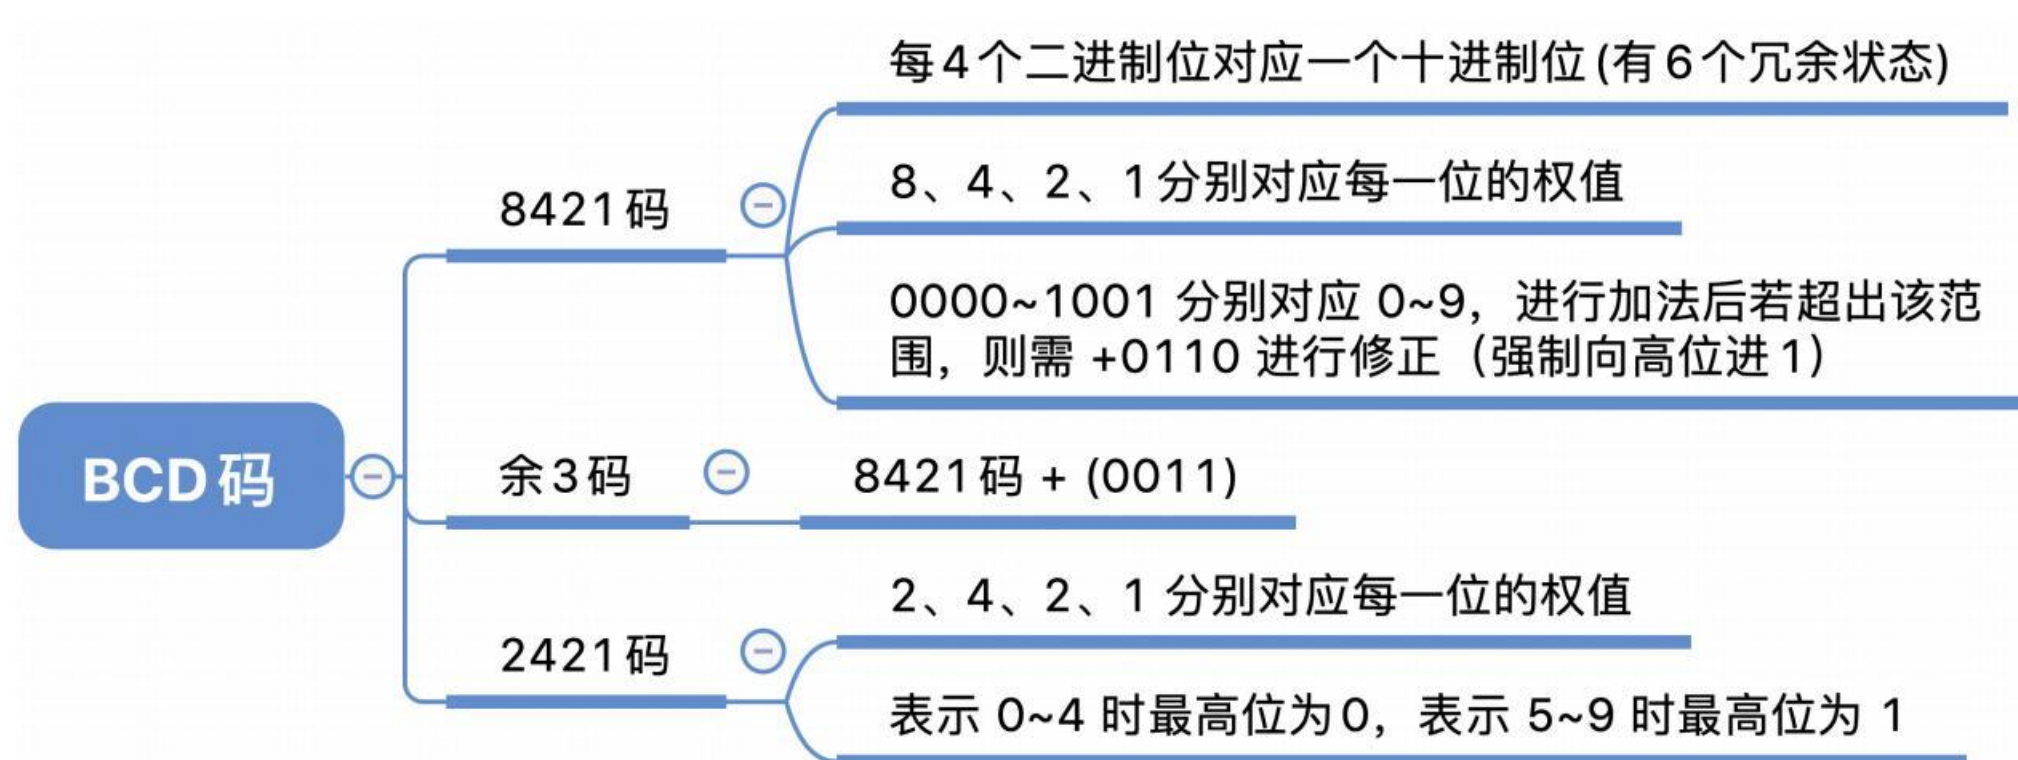 每4个二进制位对应一个十进制位(有6个冗余状态)
8421码
8、4、2、1分别对应每一位的权值
0000~1001 分别对应 0~9，进行加法后若超出该范
围，则需 +0110 进行修正（强制向高位进1）
BCD码
余3码
8421码 + (0011)
2421码
2、4、2、1 分别对应每一位的权值
表示 0~4 时最高位为0，表示 5~9 时最高位为 1